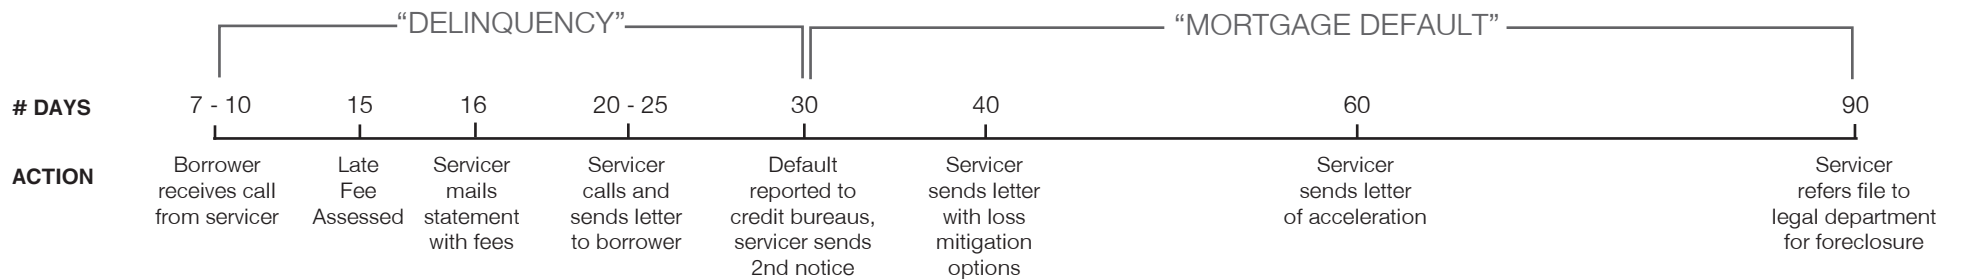 “DELINQUENCY” “MORTGAGE DEFAULT”
# DAYS 7 - 10 15 16 20 - 25 30 40 60 90
ACTION
Borrower
receives call
from servicer
Late
Fee
Assessed
Servicer
mails
statement
with fees
Servicer
calls and
sends letter
to borrower
Default
reported to
credit bureaus,
servicer sends
2nd notice
Servicer
sends letter
with loss
mitigation
options
Servicer
sends letter
of acceleration
Servicer
refers file to
legal department
for foreclosure